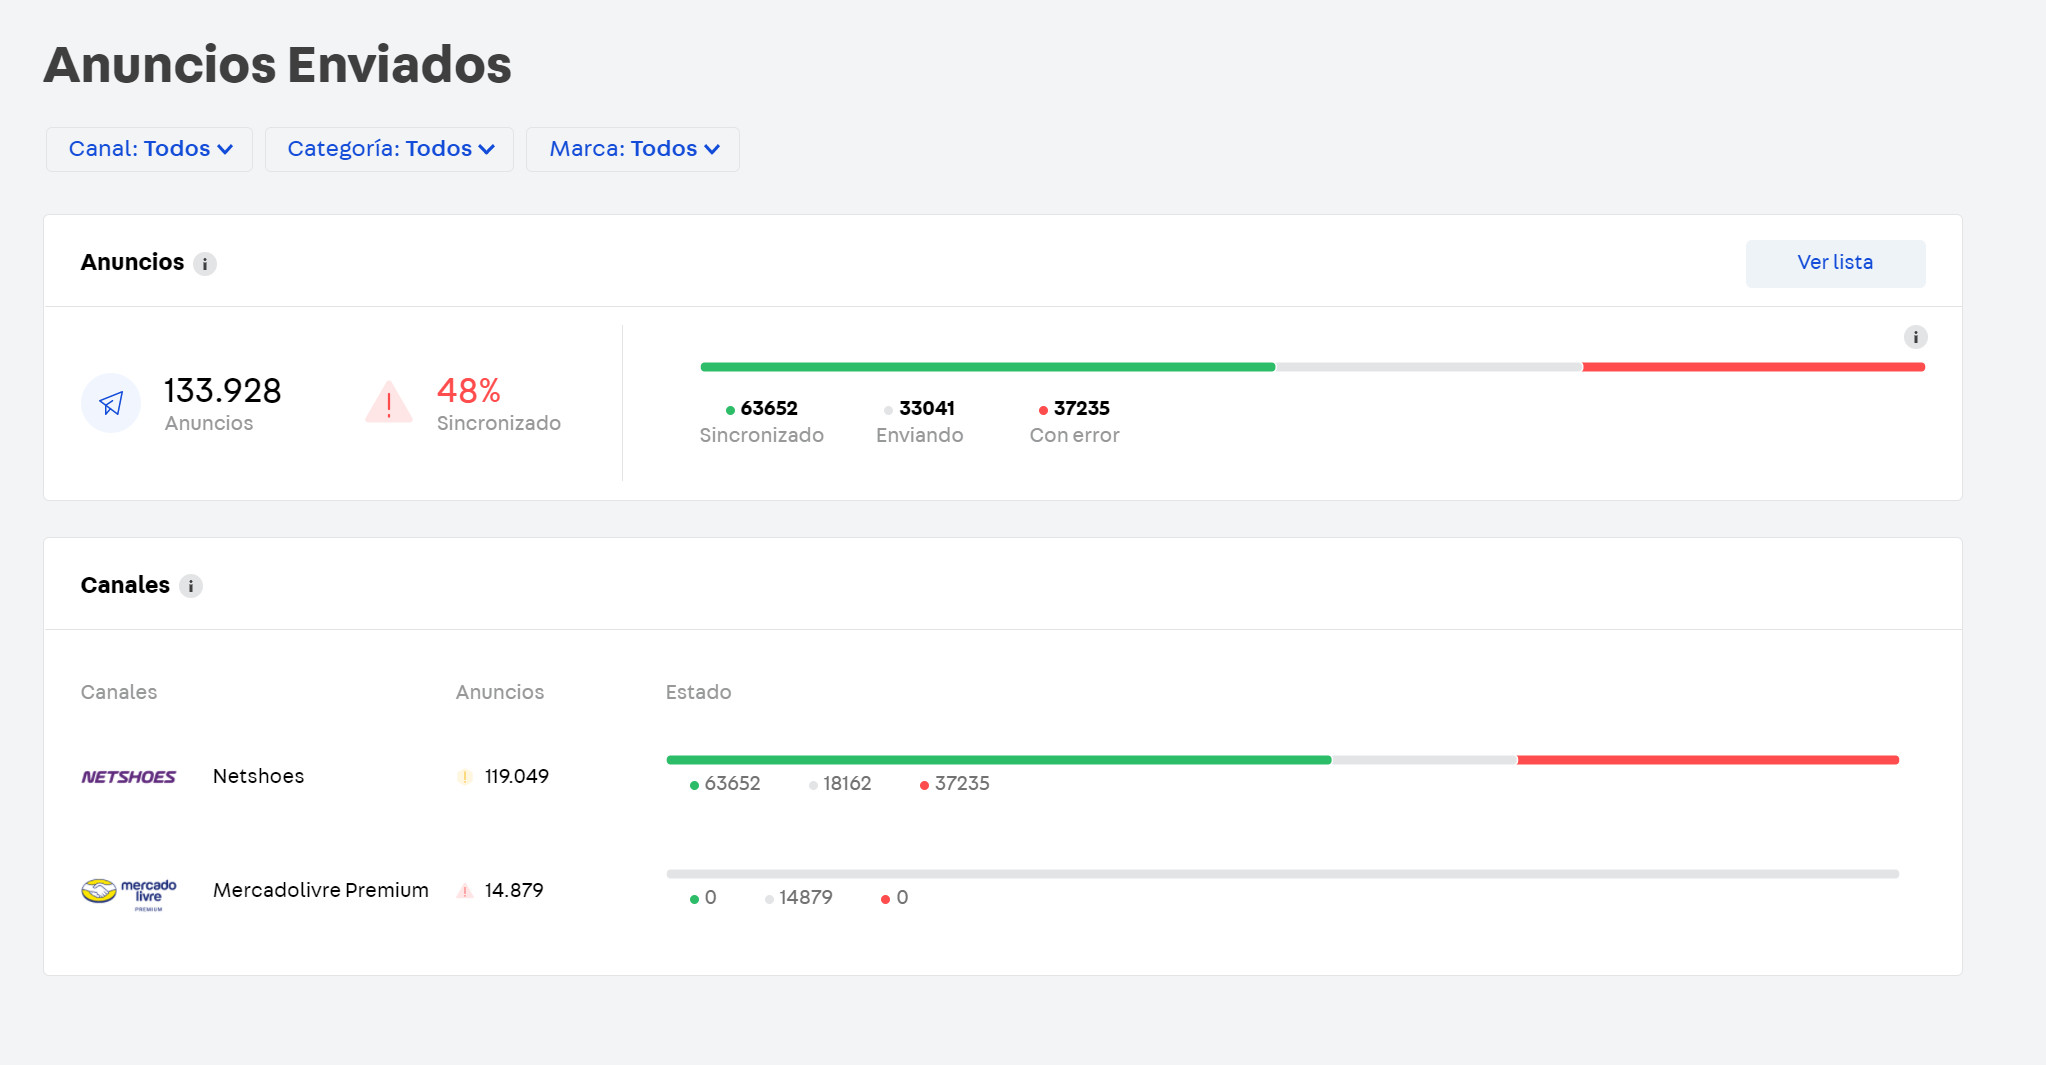 Anuncios Enviados
Canal: Todos
Categoría: Todos
Marca: Todos
Anuncios
Ver lista
133.928
Anuncios
48%
Sincronizado
63652
Sincronizado
33041
Enviando
37235
Con error
Canales
Canales Anuncios Estado
NETSHOES Netshoes 119.049
63652 18162 37235
mercado
livre
PREMIUM
Mercadolivre Premium 14.879
0 14879 0